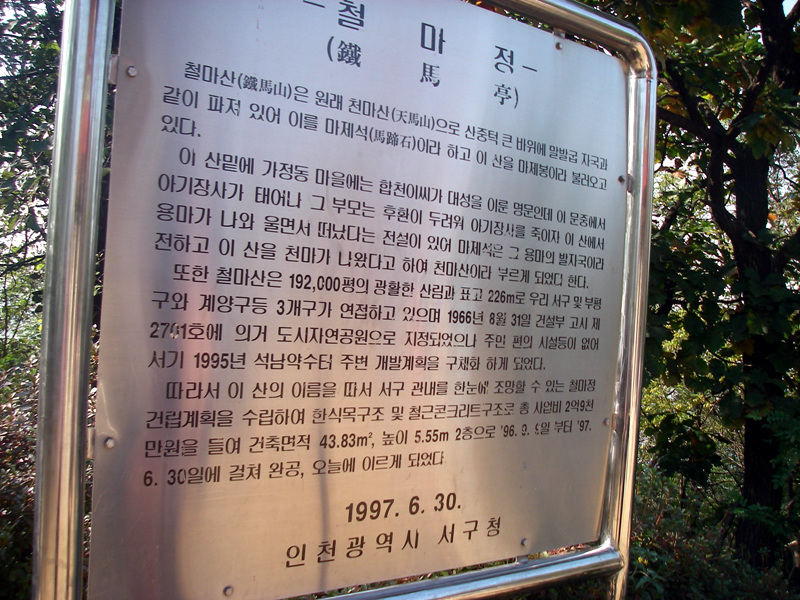 -철 마 정-
(鐵 馬 亭)
철마산(鐵馬山)은 원래 천마산(天馬山)으로 산중턱 큰 바위에 말발굽 자국과
같이 파져 있어 이를 마제석(馬蹄石)이라 하고 이 산을 마제봉이라 불러오고
있다.
이 산밑에 가정동 마을에는 합천이씨가 대성을 이룬 명문인데 이 문중에서
아기장사가 태어나 그 부모는 후환이 두려워 아기장사를 죽이자 이 산에서
용마가 나와 울면서 떠났다는 전설이 있어 마제석은 그 용마의 발자국이라
전하고 이 산을 천마가 나왔다고 하여 천마산이라 부르게 되었다 한다.
또한 철마산은 192,000평의 광활한 산림과 표고 226m로 우리 서구 및 부평
구와 계양구등 3개구가 연접하고 있으며 1966년 8월 31일 건설부 고시 제
2701호에 의거 도시자연공원으로 지정되었으나 주민 편의 시설등이 없어
서기 1995년 석남약수터 주변 개발계획을 구체화 하게 되었다.
따라서 이 산의 이름을 따서 서구 관내를 한눈에 조망할 수 있는 철마정
건립계획을 수립하여 한식목구조 및 철근콘크리트구조로 총 사업비 2억9천
만원을 들여 건축면적 43.83m², 높이 5.55m 2층으로 '96. 9. 9일 부터 '97.
6. 30일에 걸쳐 완공, 오늘에 이르게 되었다
1997. 6. 30.
인천광역시 서구청